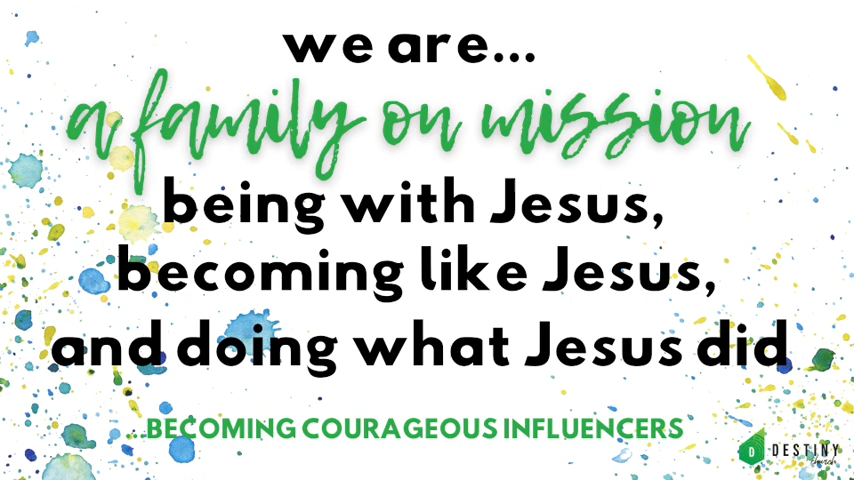 we are...
a family on mission
being with Jesus,
becoming like Jesus,
and doing what Jesus did
...BECOMING COURAGEOUS INFLUENCERS
D DESTINY
church